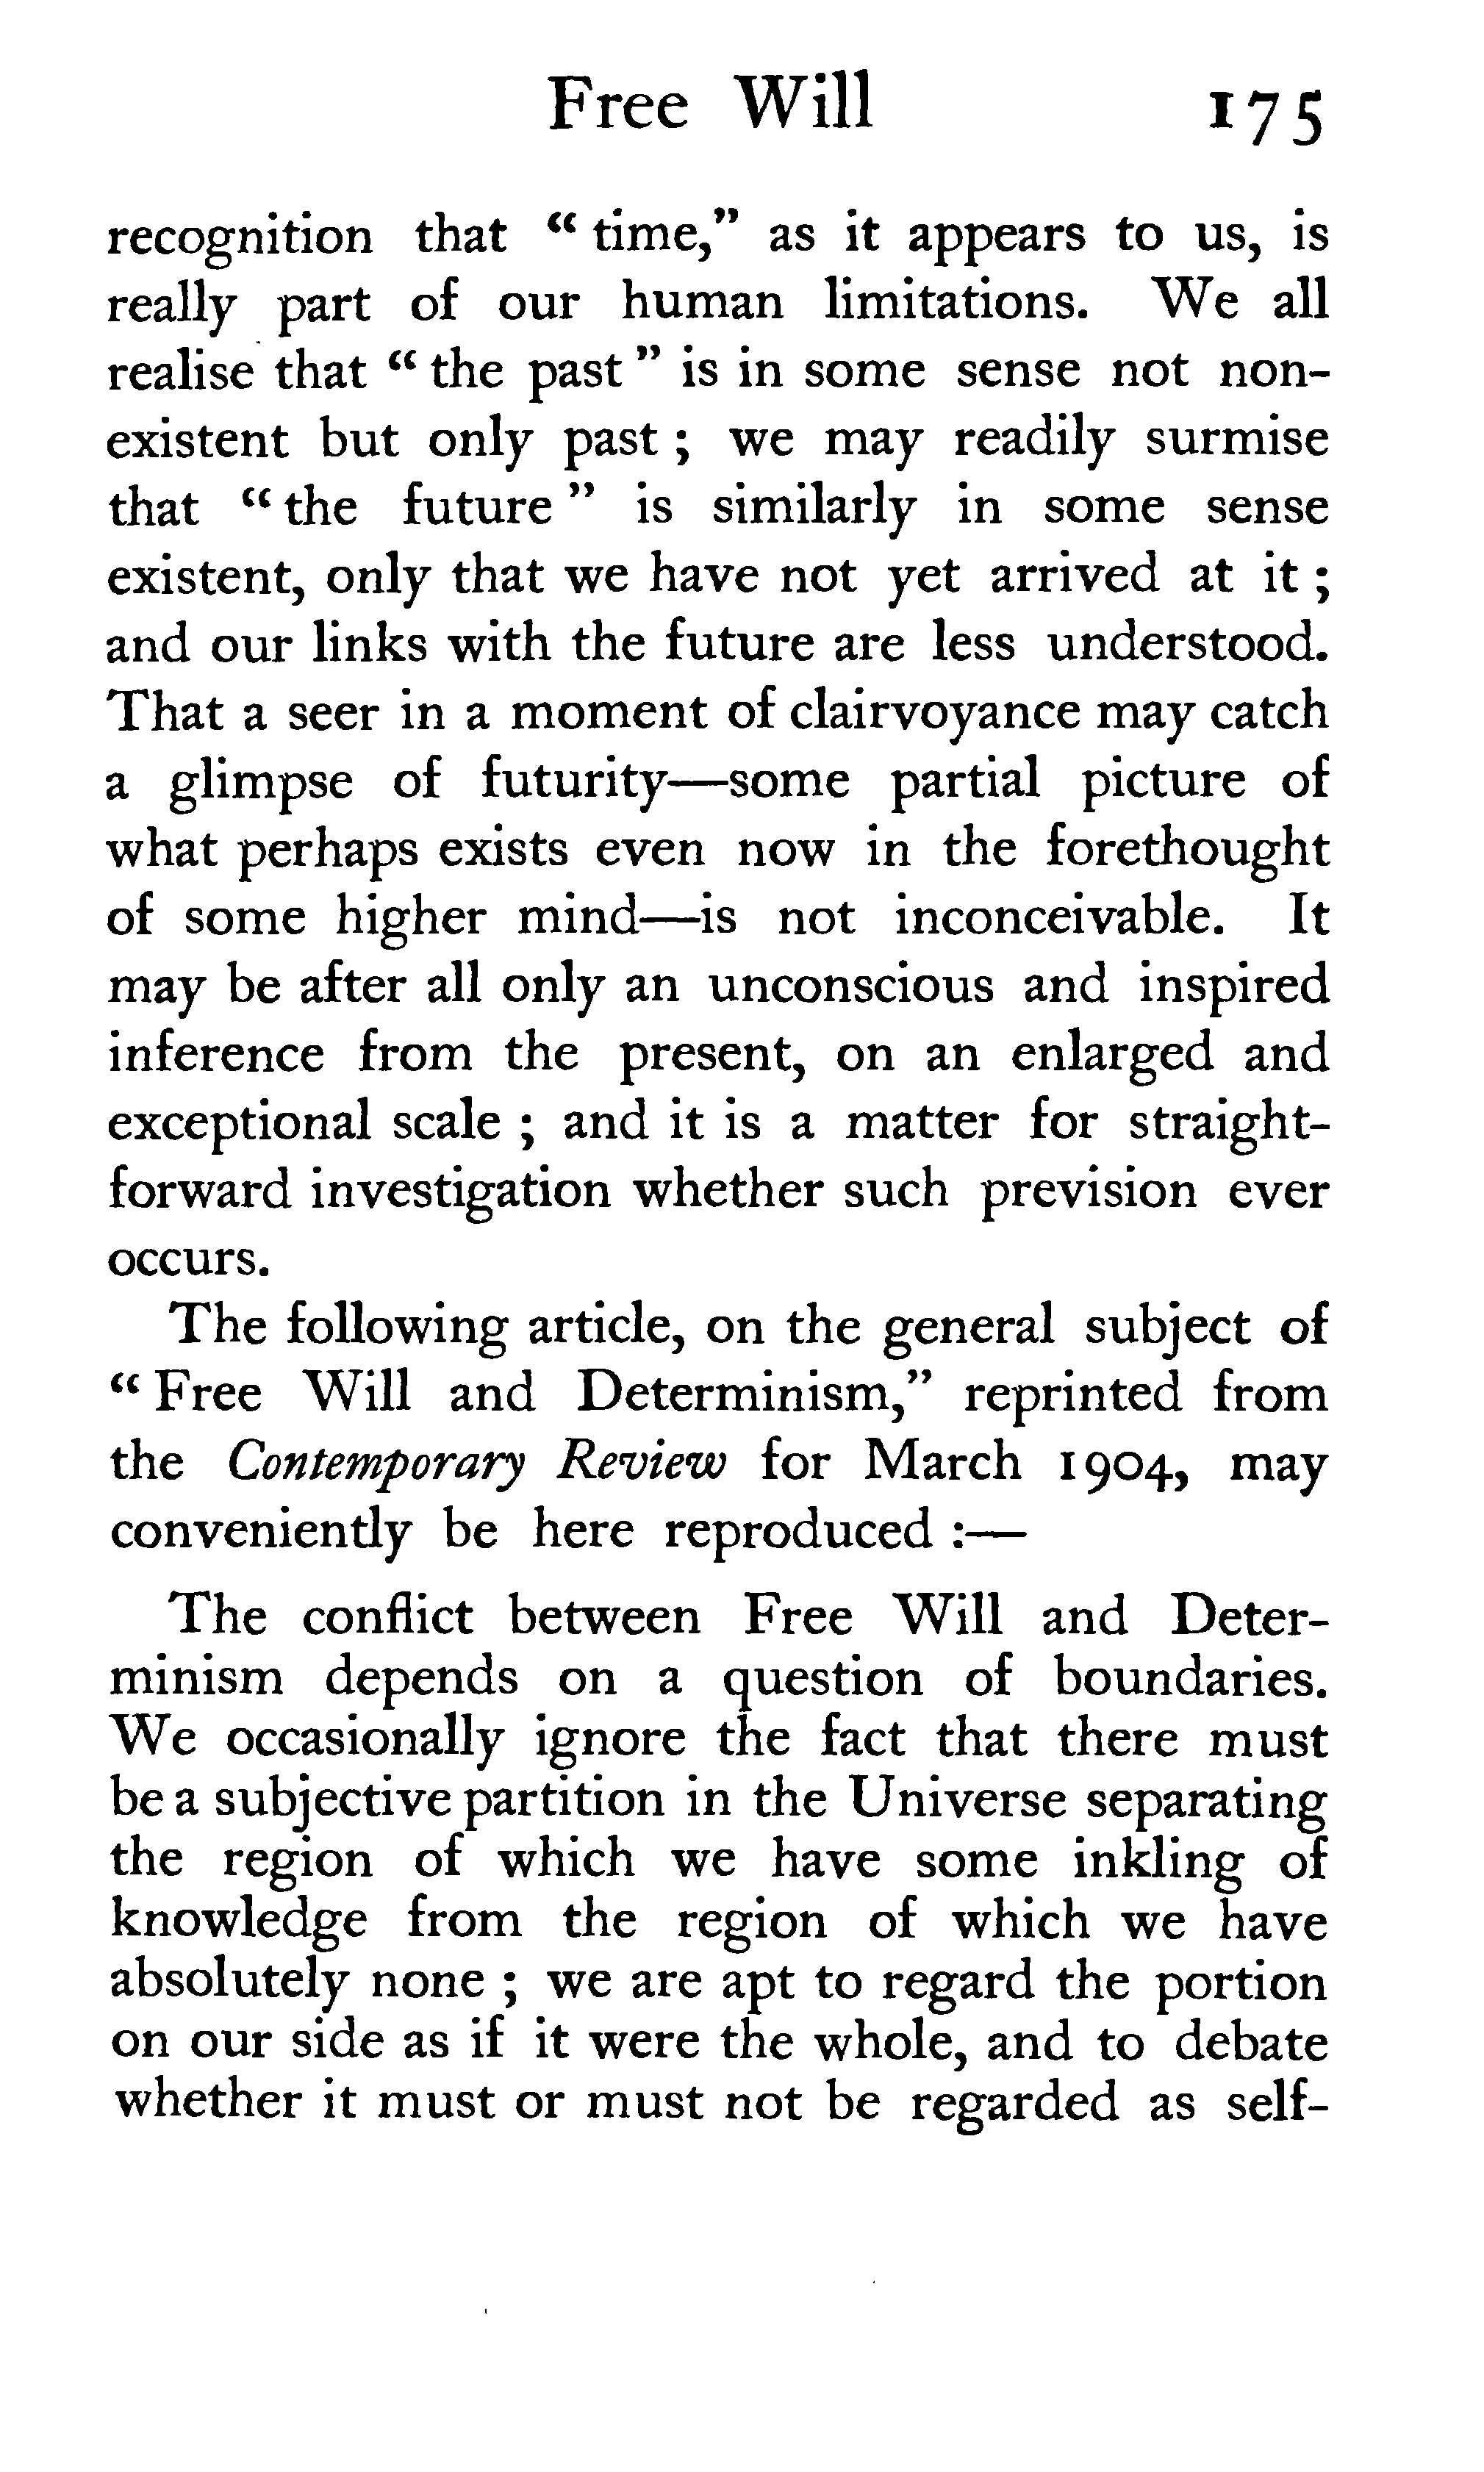 Free Will 175
recognition that “ time,” as it appears to us, is
really part of our human limitations. We all
realise that “ the past ” is in some sense not non-
existent but only past ; we may readily surmise
that “ the future ” is similarly in some sense
existent, only that we have not yet arrived at it ;
and our links with the future are less understood.
That a seer in a moment of clairvoyance may catch
a glimpse of futurity—some partial picture of
what perhaps exists even now in the forethought
of some higher mind—is not inconceivable. It
may be after all only an unconscious and inspired
inference from the present, on an enlarged and
exceptional scale ; and it is a matter for straight-
forward investigation whether such prevision ever
occurs.
The following article, on the general subject of
“ Free Will and Determinism,” reprinted from
the Contemporary Review for March 1904, may
conveniently be here reproduced :—
The conflict between Free Will and Deter-
minism depends on a question of boundaries.
We occasionally ignore the fact that there must
be a subjective partition in the Universe separating
the region of which we have some inkling of
knowledge from the region of which we have
absolutely none ; we are apt to regard the portion
on our side as if it were the whole, and to debate
whether it must or must not be regarded as self-